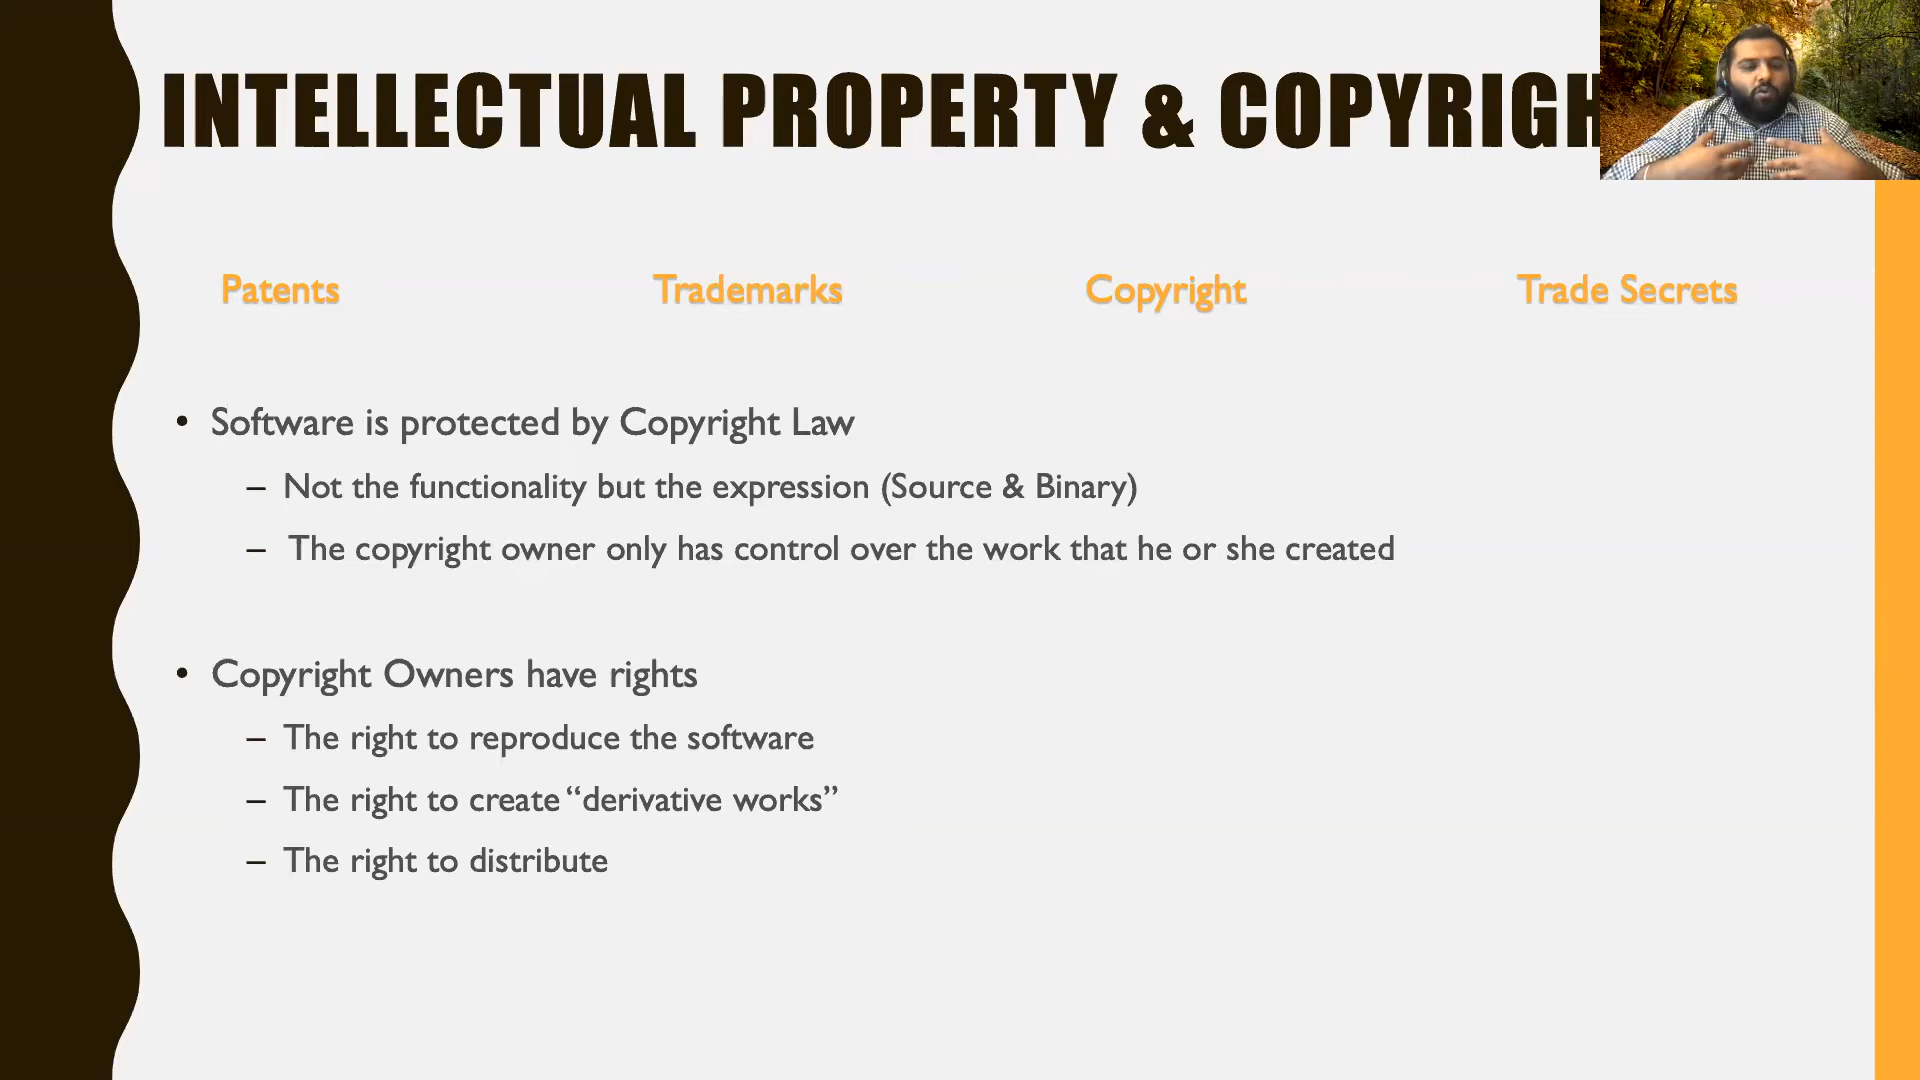 INTELLECTUAL PROPERTY & COPYRIGH
Patents Trademarks Copyright Trade Secrets
• Software is protected by Copyright Law
– Not the functionality but the expression (Source & Binary)
– The copyright owner only has control over the work that he or she created
• Copyright Owners have rights
– The right to reproduce the software
– The right to create “derivative works”
– The right to distribute